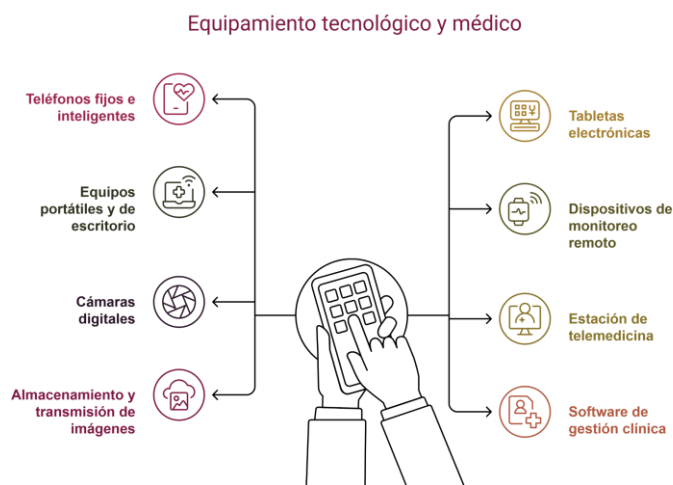 Equipamiento tecnológico y médico
Teléfonos fijos e
inteligentes
Equipos
portátiles y de
escritorio
Cámaras
digitales
Almacenamiento y
transmisión de
imágenes
Tabletas
electrónicas
Dispositivos de
monitoreo
remoto
Estación de
telemedicina
Software de
gestión clínica